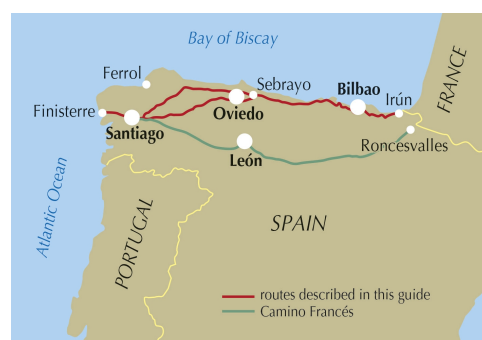 Bay of Biscay
FRANCE
Ferrol
Sebrayo
Bilbao
Irún
Finisterre
Oviedo
Santiago
Roncesvalles
León
Atlantic Ocean
PORTUGAL
SPAIN
routes described in this guide
Camino Francés